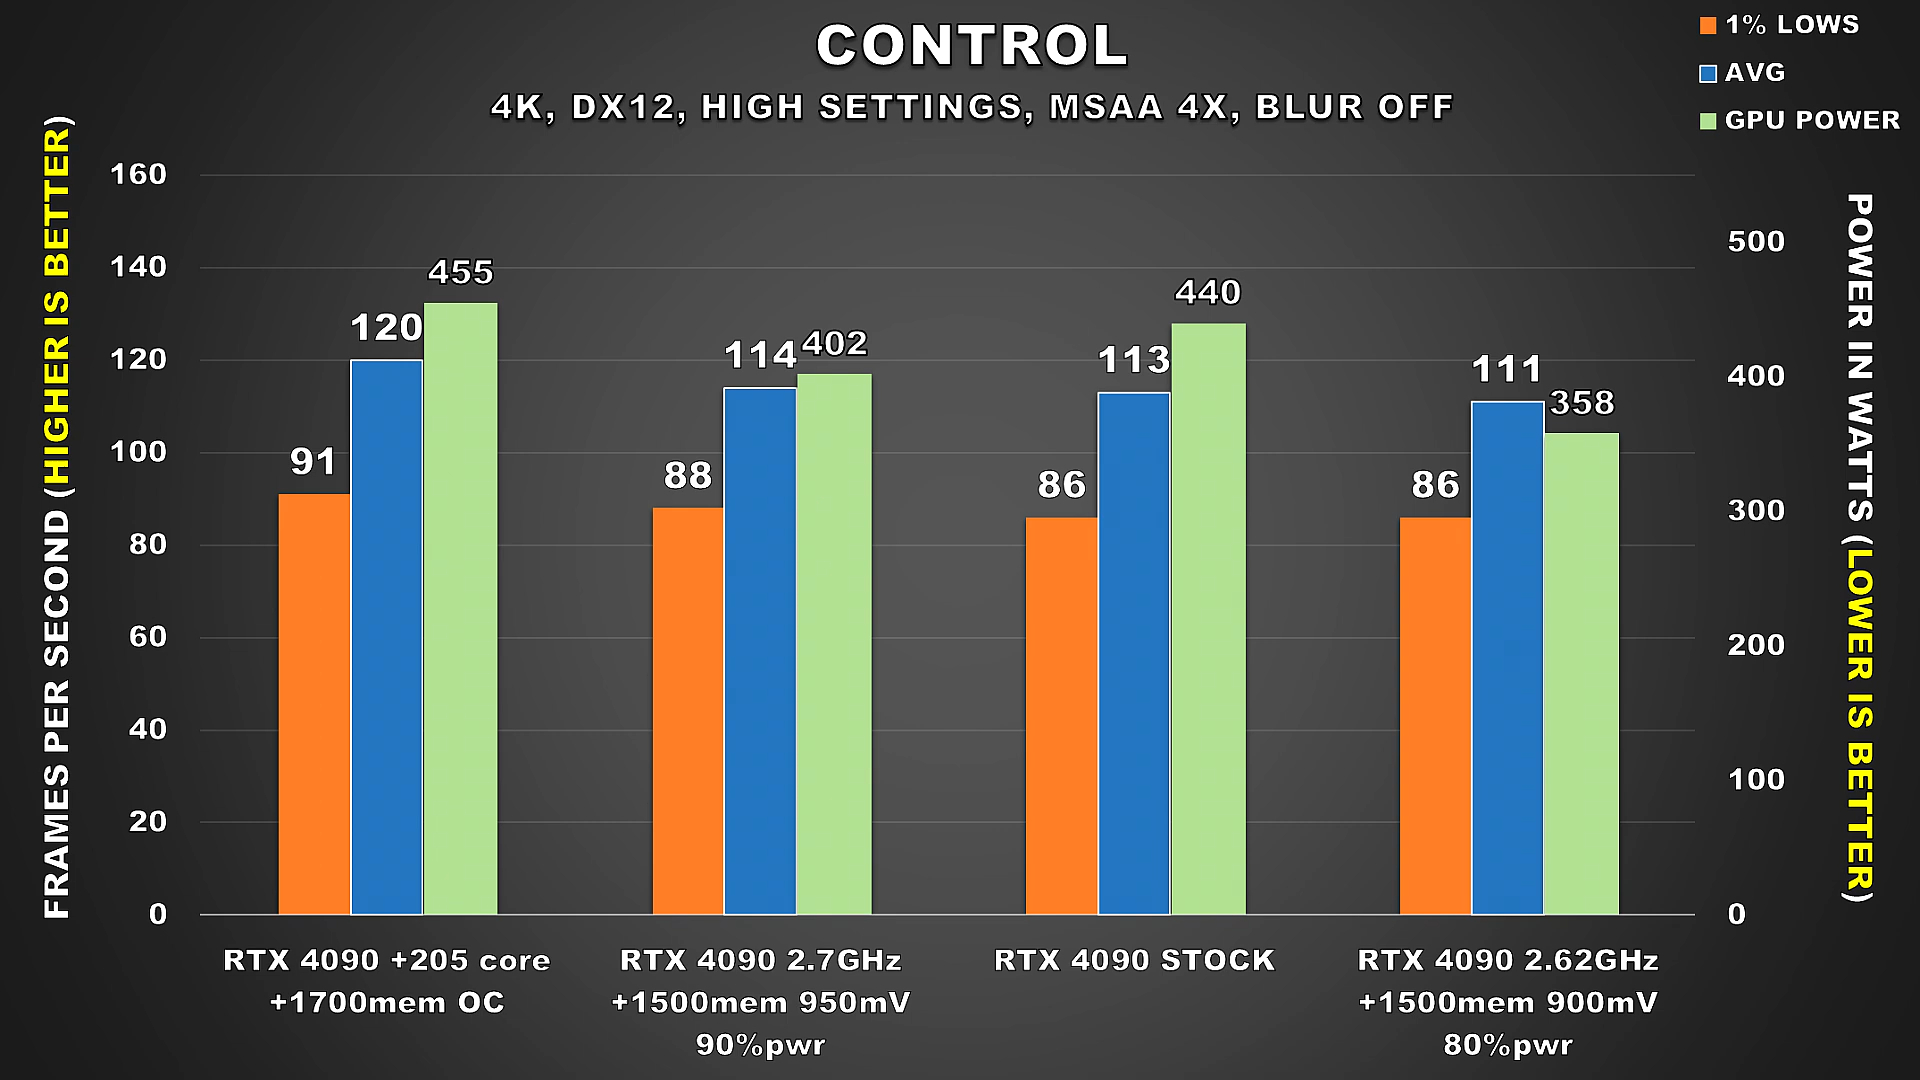 CONTROL
4K, DX12, HIGH SETTINGS, MSAA 4X, BLUR OFF
1% LOWS
AVG
GPU POWER
FRAMES PER SECOND (HIGHER IS BETTER)
160
140
120
100
80
60
40
20
0
91
120
455
88
114
402
86
113
440
86
111
358
500
400
300
200
100
0
POWER IN WATTS (LOWER IS BETTER)
RTX 4090 +205 core
+1700mem OC
RTX 4090 2.7GHz
+1500mem 950mV
90%pwr
RTX 4090 STOCK
RTX 4090 2.62GHz
+1500mem 900mV
80%pwr